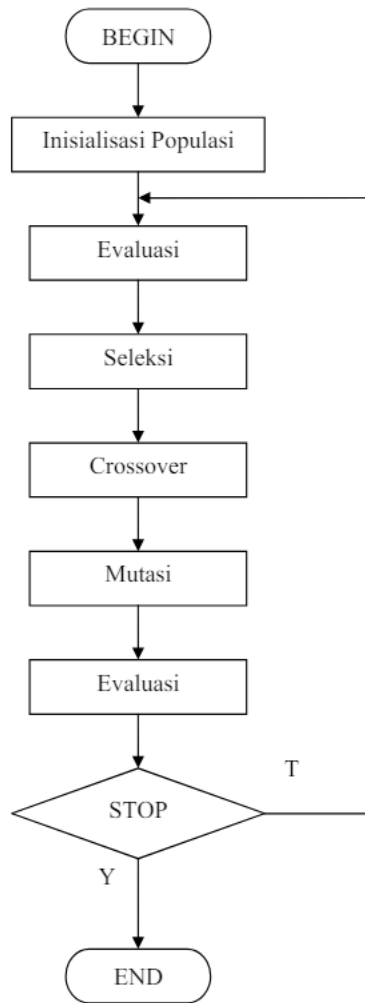 BEGIN
Inisialisasi Populasi
Evaluasi
Seleksi
Crossover
Mutasi
Evaluasi
T
STOP
Y
END